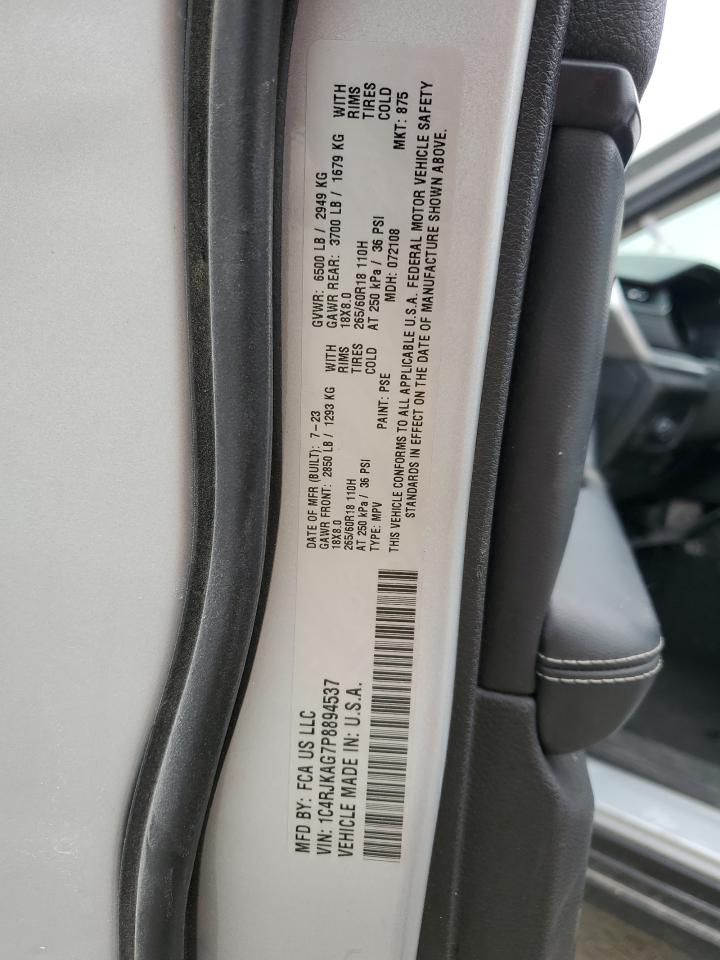 MFD BY: FCA US LLC
VIN: 1C4RJKAG7P8894537
VEHICLE MADE IN: U.S.A.
DATE OF MFR (BUILT): 7-23
GAWR FRONT: 2850 LB / 1293 KG WITH
18X8.0 RIMS
265/60R18 110H TIRES
AT 250 kPa / 36 PSI COLD
TYPE: MPV PAINT: PSE
GVWR: 6500 LB / 2949 KG
GAWR REAR: 3700 LB / 1679 KG WITH
18X8.0 RIMS
265/60R18 110H TIRES
AT 250 kPa / 36 PSI COLD
MDH: 072108 MKT: 875
THIS VEHICLE CONFORMS TO ALL APPLICABLE U.S.A. FEDERAL MOTOR VEHICLE SAFETY
STANDARDS IN EFFECT ON THE DATE OF MANUFACTURE SHOWN ABOVE.